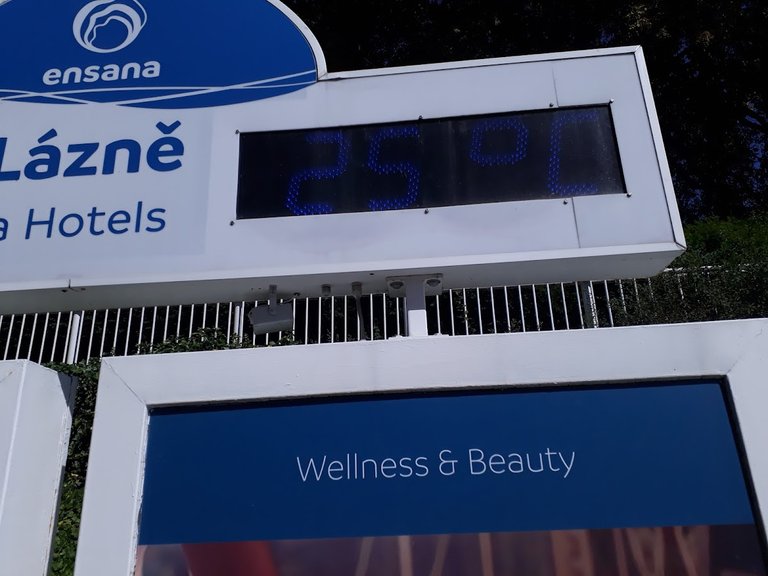 ensana
Lázně
a Hotels
25 °C
Wellness & Beauty